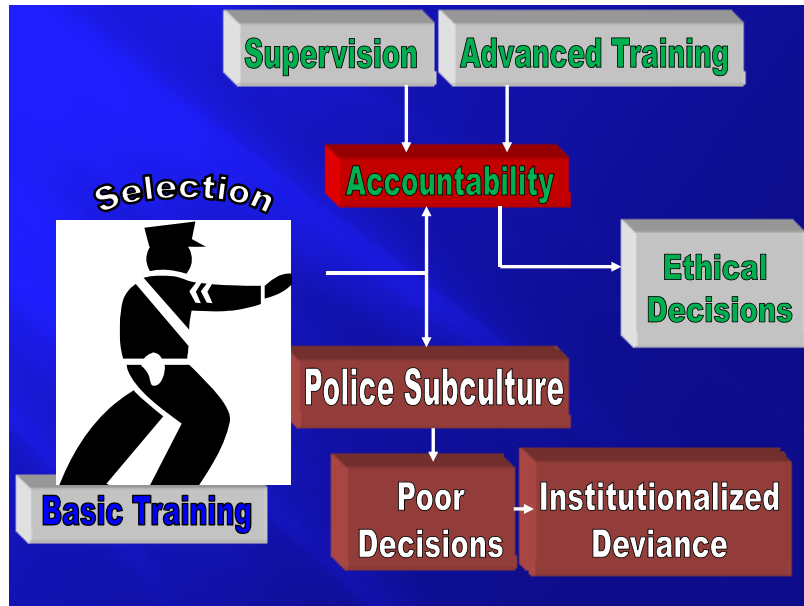 Supervision
Advanced Training
Accountability
Selection
Ethical
Decisions
Police Subculture
Poor
Decisions
Institutionalized
Deviance
Basic Training